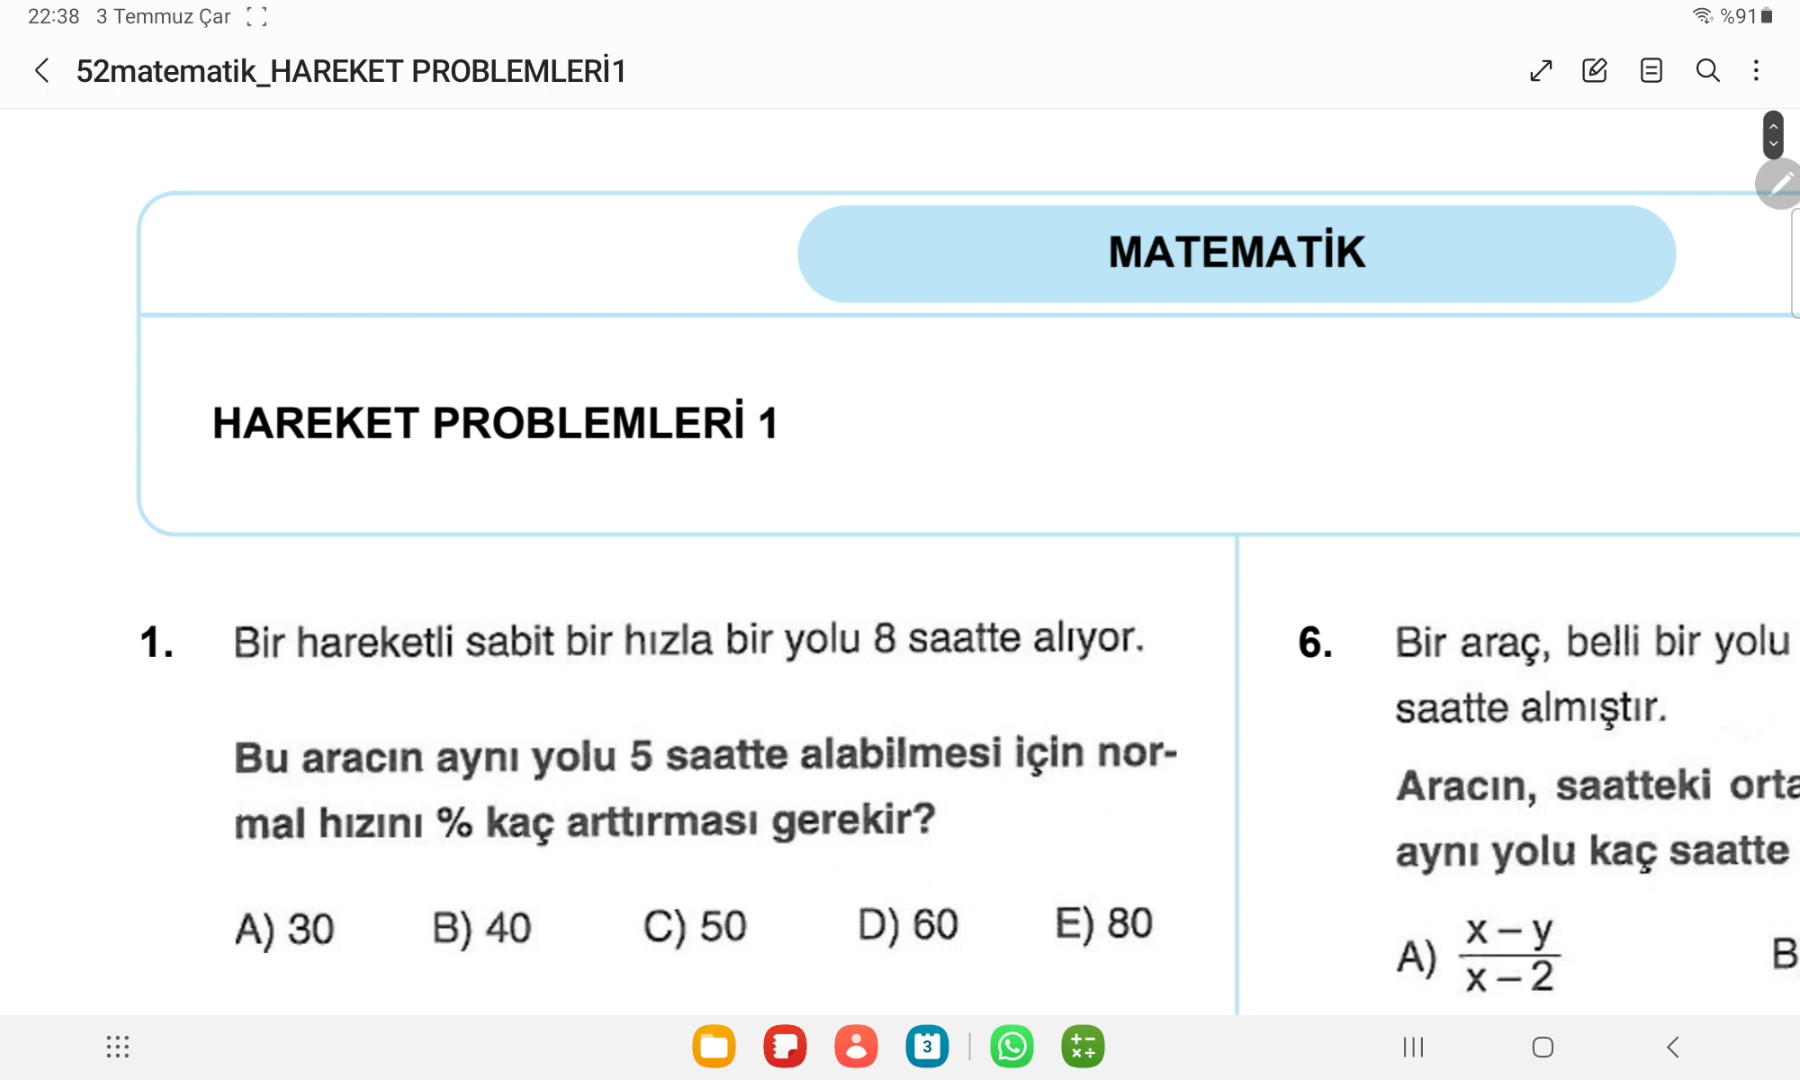 22:38 3 Temmuz Çar
%91
52matematik_HAREKET PROBLEMLERİ1
MATEMATİK
HAREKET PROBLEMLERİ 1
1. Bir hareketli sabit bir hızla bir yolu 8 saatte alıyor.
Bu aracın aynı yolu 5 saatte alabilmesi için nor-
mal hızını % kaç arttırması gerekir?
A) 30 B) 40 C) 50 D) 60 E) 80
6. Bir araç, belli bir yolu
saatte almıştır.
Aracın, saatteki orta
aynı yolu kaç saatte
A) x – y
x – 2
B
3